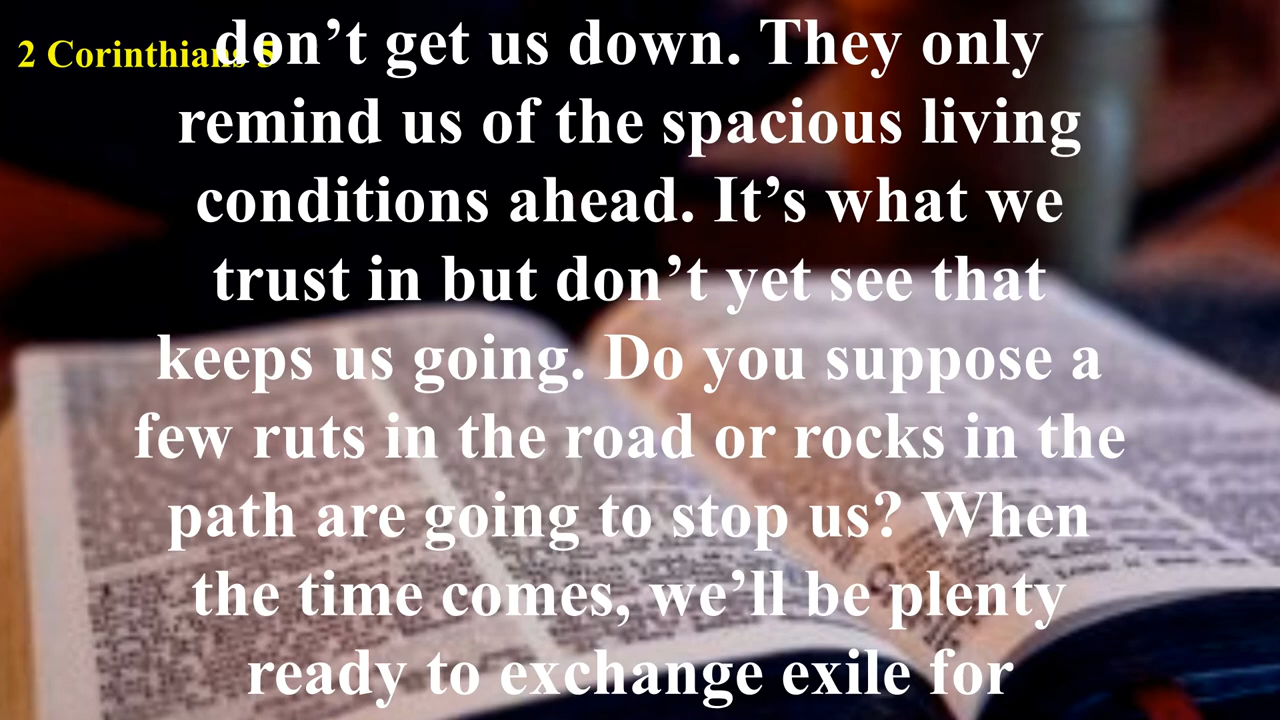 2 Corinthians 5
don’t get us down. They only
remind us of the spacious living
conditions ahead. It’s what we
trust in but don’t yet see that
keeps us going. Do you suppose a
few ruts in the road or rocks in the
path are going to stop us? When
the time comes, we’ll be plenty
ready to exchange exile for